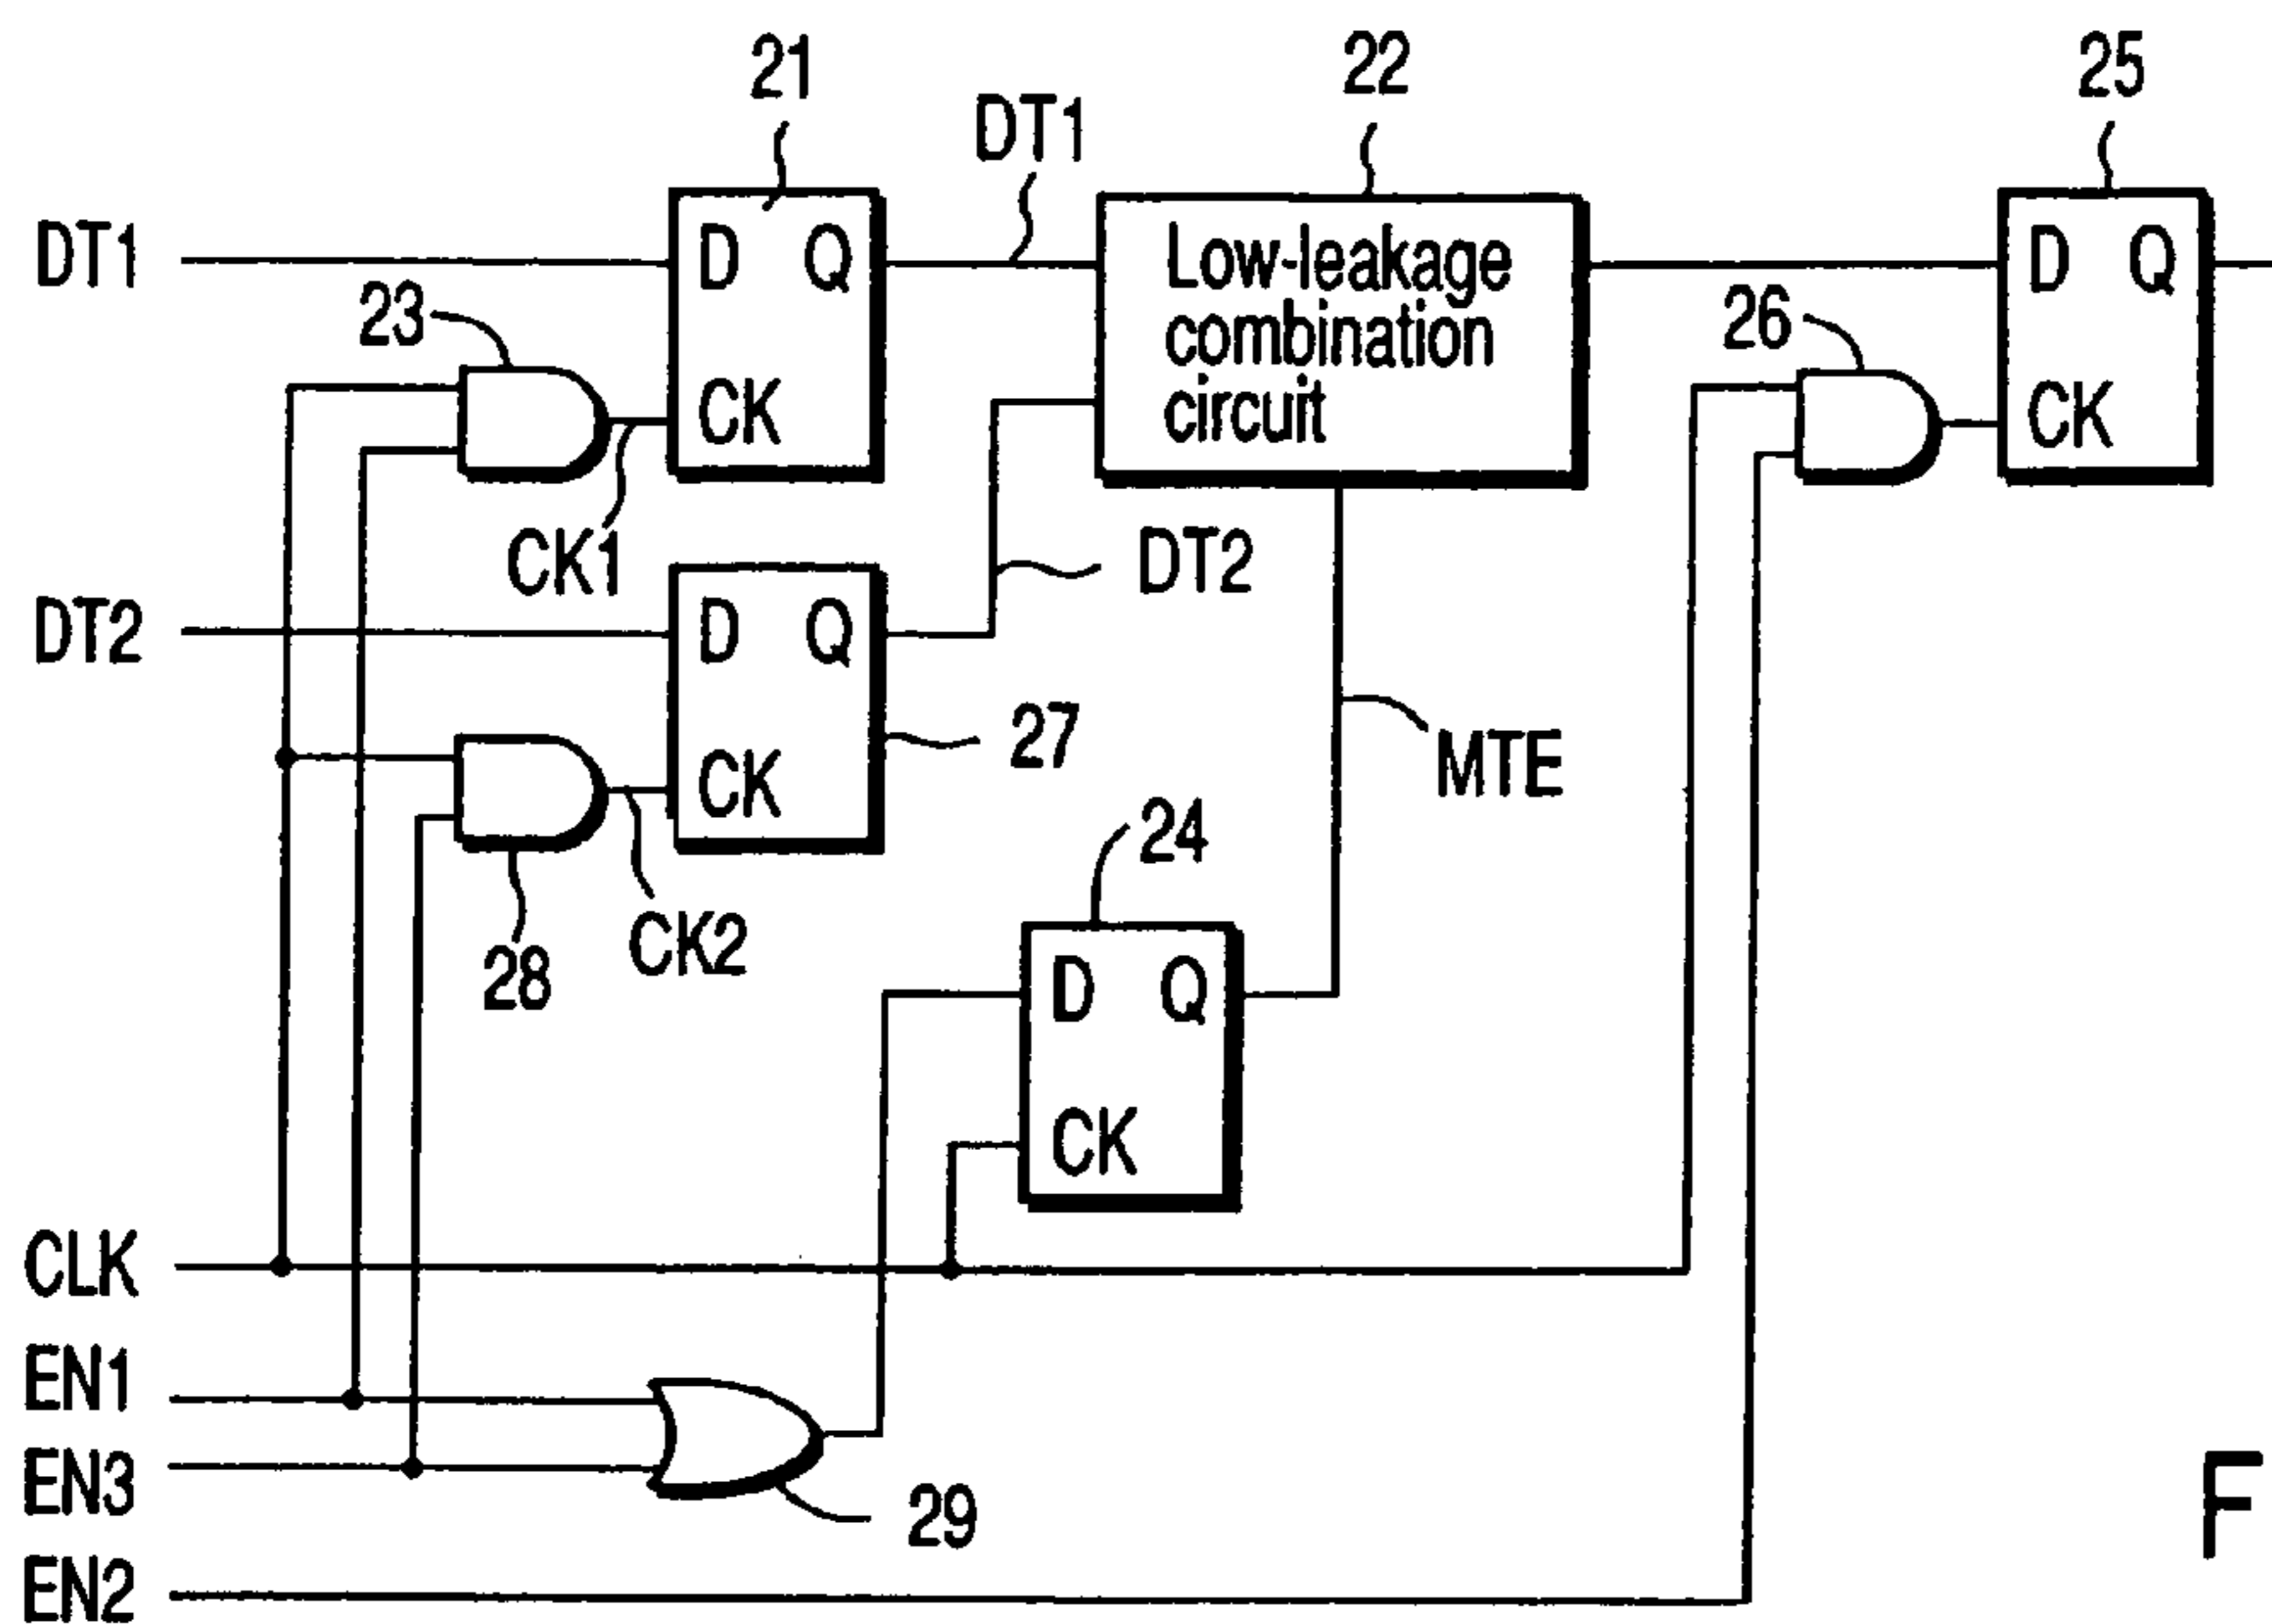 21
22
25
DT1
DT1
D Q
CK
Low-leakage
combination
circuit
D Q
CK
23
26
CK1
DT2
DT2
D Q
CK
27
MTE
28
CK2
24
D Q
CK
CLK
EN1
EN3
29
EN2
F